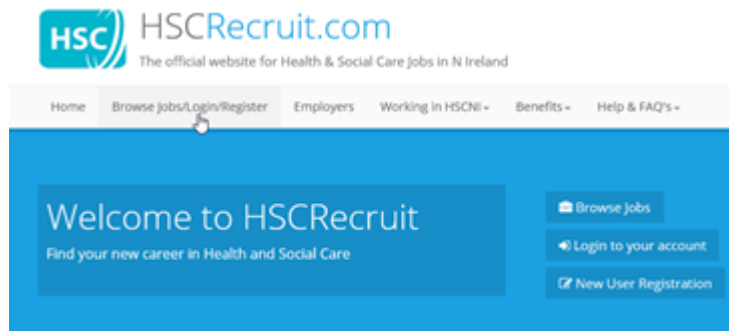 HSC
HSCRecruit.com
The official website for Health & Social Care Jobs in N Ireland
Home Browse Jobs/Login/Register Employers Working in HSCNI Benefits Help & FAQ's
Welcome to HSCRecruit
Find your new career in Health and Social Care
Browse Jobs
Login to your account
New User Registration